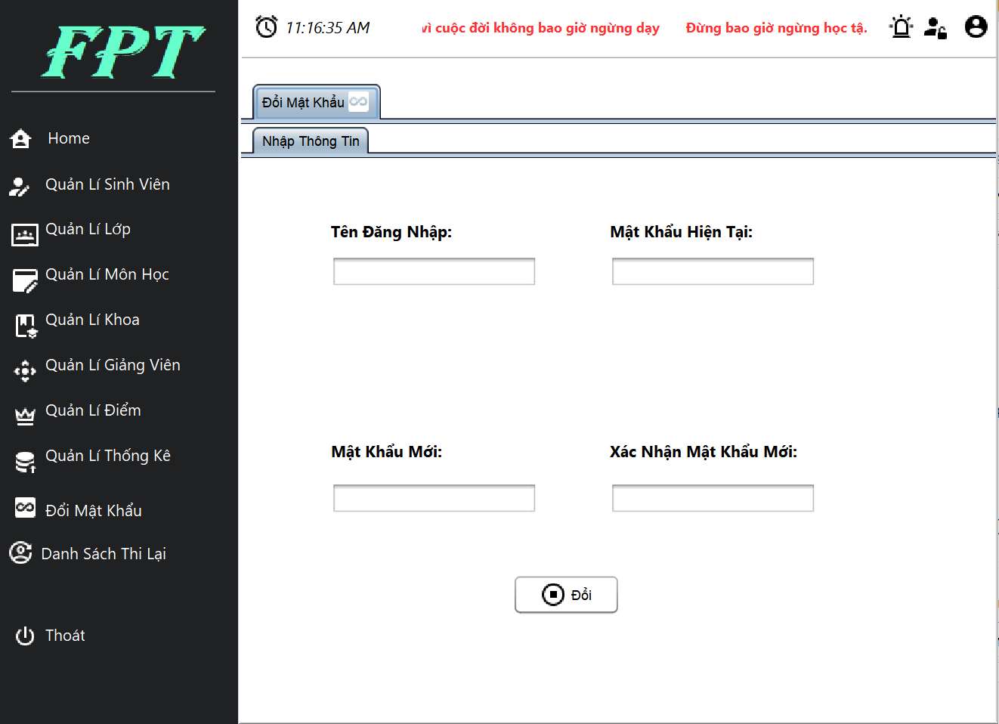 FPT
11:16:35 AM
vì cuộc đời không bao giờ ngừng dạy
Đừng bao giờ ngừng học tậ.
Home
Quản Lí Sinh Viên
Quản Lí Lớp
Quản Lí Môn Học
Quản Lí Khoa
Quản Lí Giảng Viên
Quản Lí Điểm
Quản Lí Thống Kê
Đổi Mật Khẩu
Danh Sách Thi Lại
Thoát
Đổi Mật Khẩu
Nhập Thông Tin
Tên Đăng Nhập:
Mật Khẩu Hiện Tại:
Mật Khẩu Mới:
Xác Nhận Mật Khẩu Mới:
Đổi